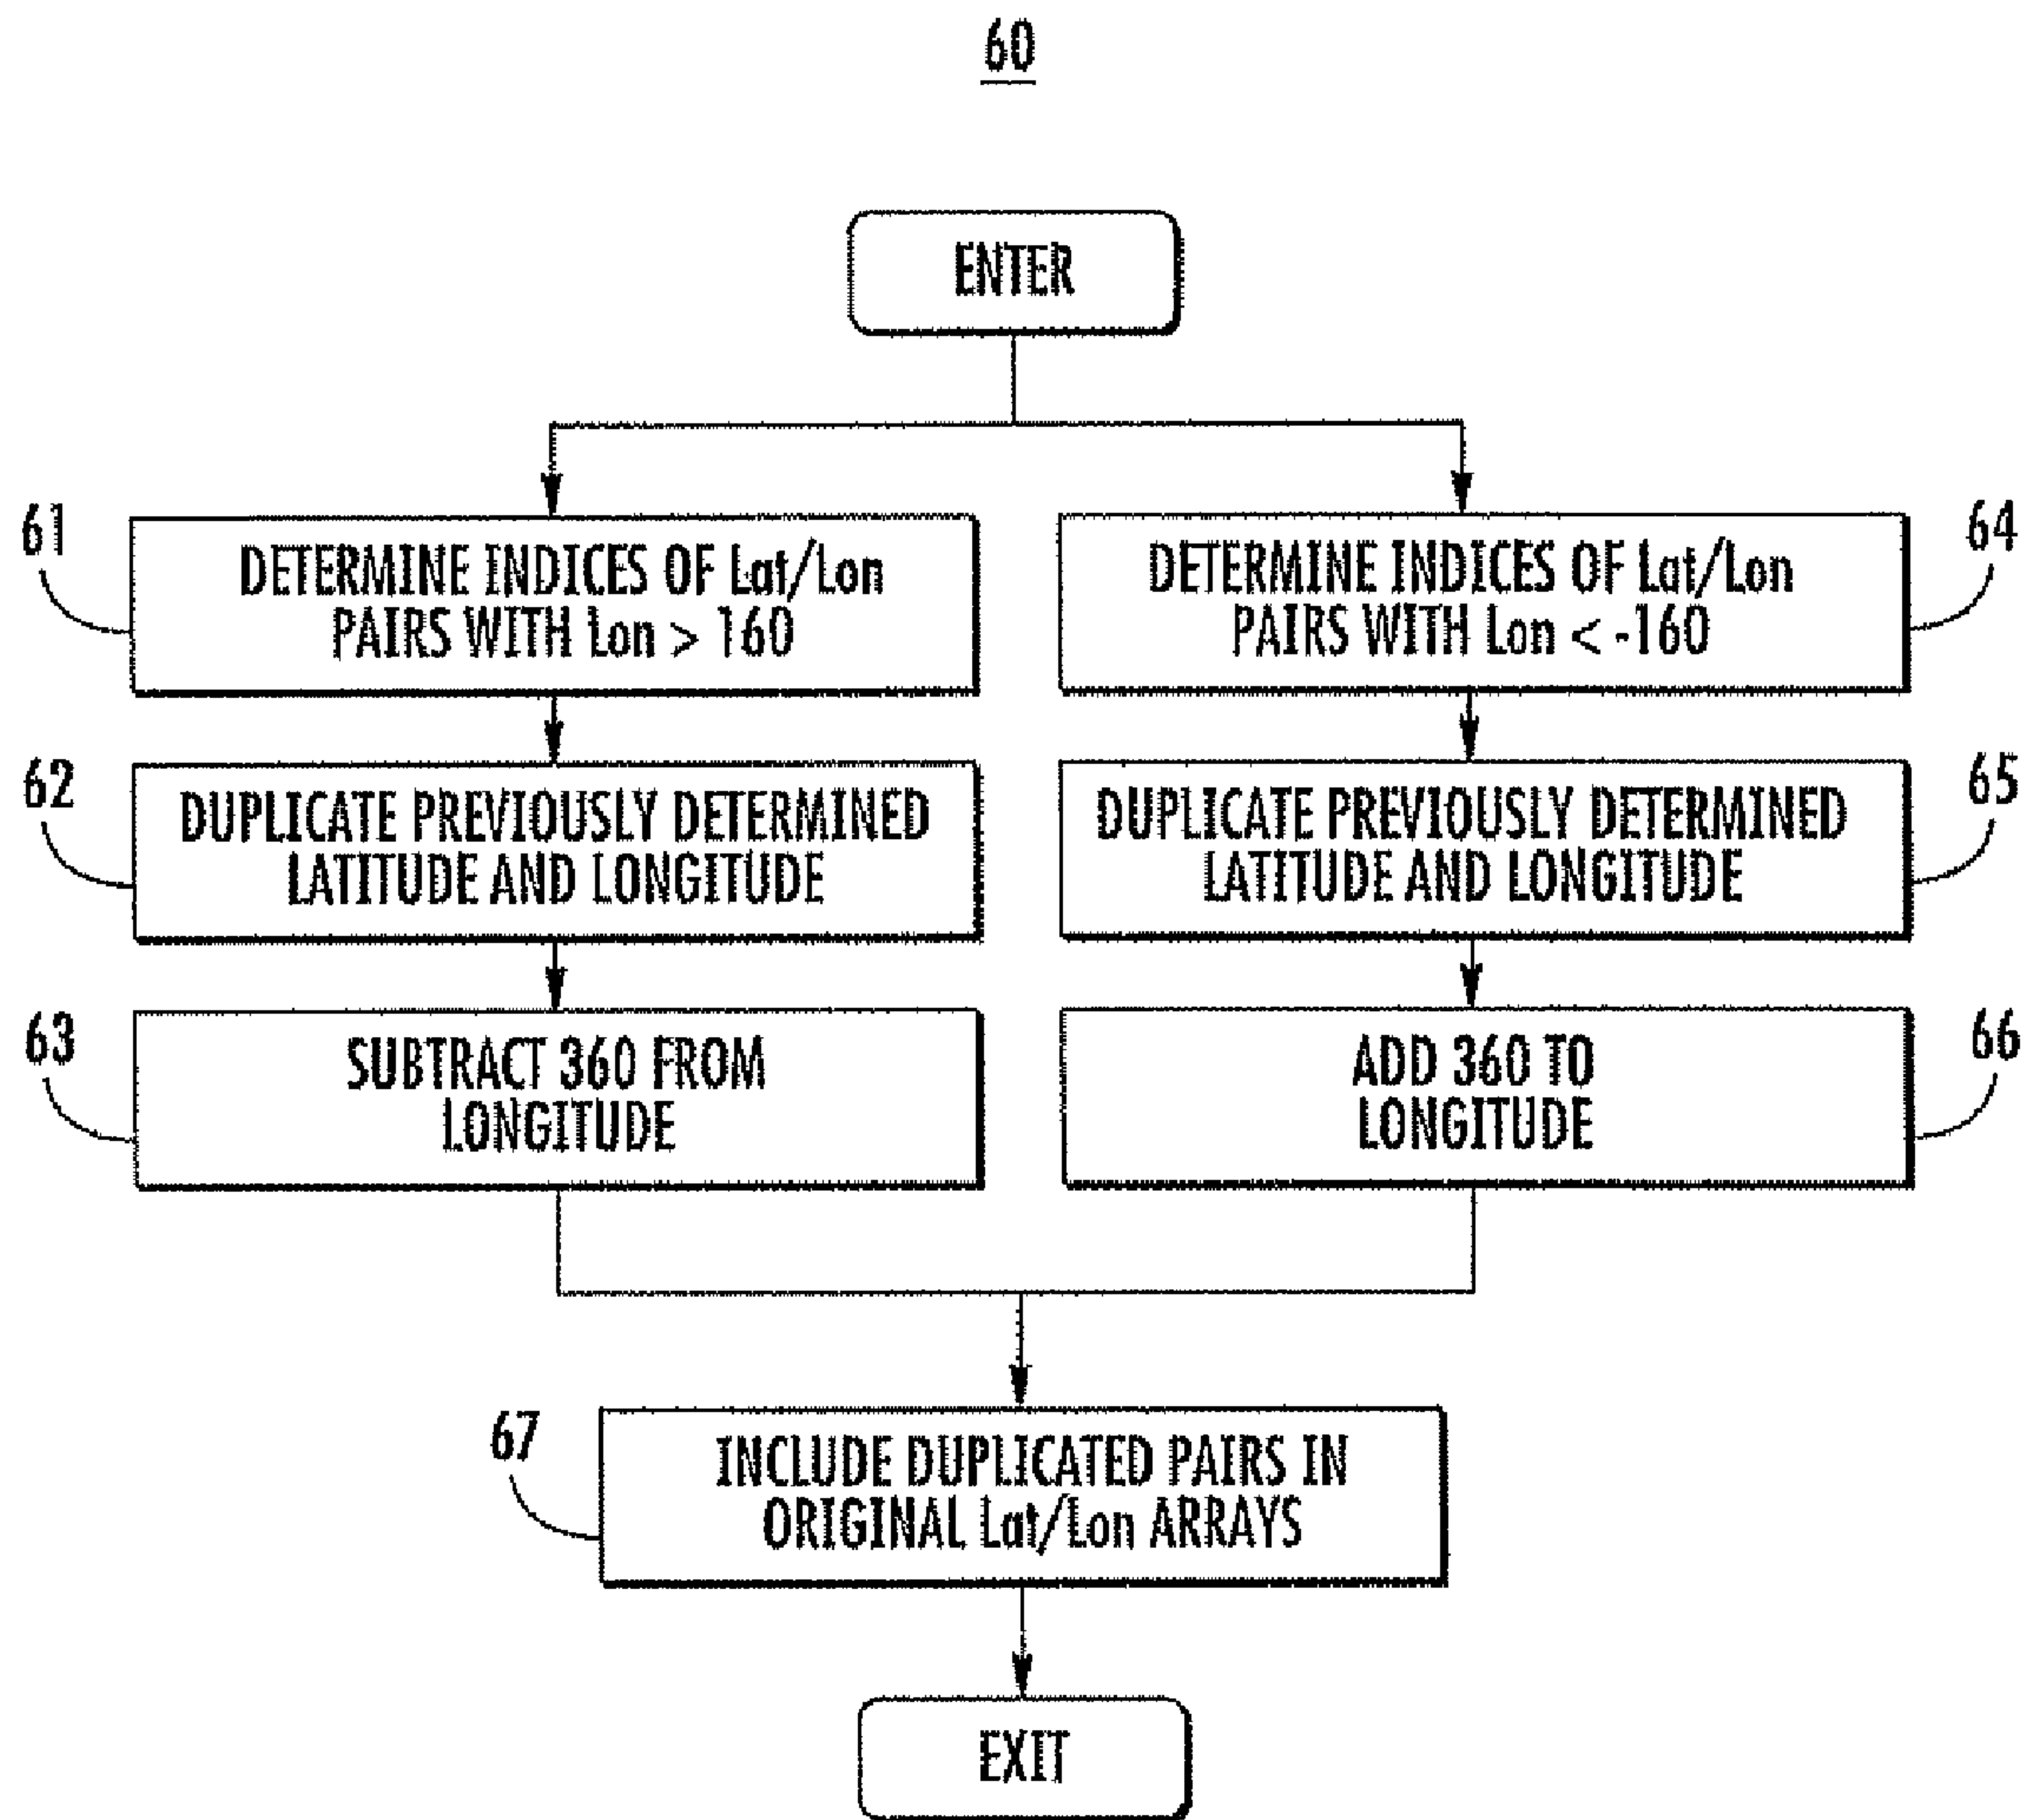 60
ENTER
61
DETERMINE INDICES OF Lat/Lon
PAIRS WITH Lon > 160
64
DETERMINE INDICES OF Lat/Lon
PAIRS WITH Lon < -160
62
DUPLICATE PREVIOUSLY DETERMINED
LATITUDE AND LONGITUDE
65
DUPLICATE PREVIOUSLY DETERMINED
LATITUDE AND LONGITUDE
63
SUBTRACT 360 FROM
LONGITUDE
66
ADD 360 TO
LONGITUDE
67
INCLUDE DUPLICATED PAIRS IN
ORIGINAL Lat/Lon ARRAYS
EXIT